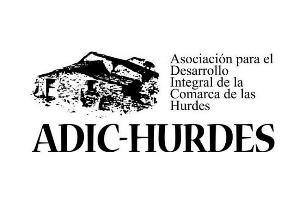 Asociación para el
Desarrollo
Integral de la
Comarca de las
Hurdes
ADIC-HURDES